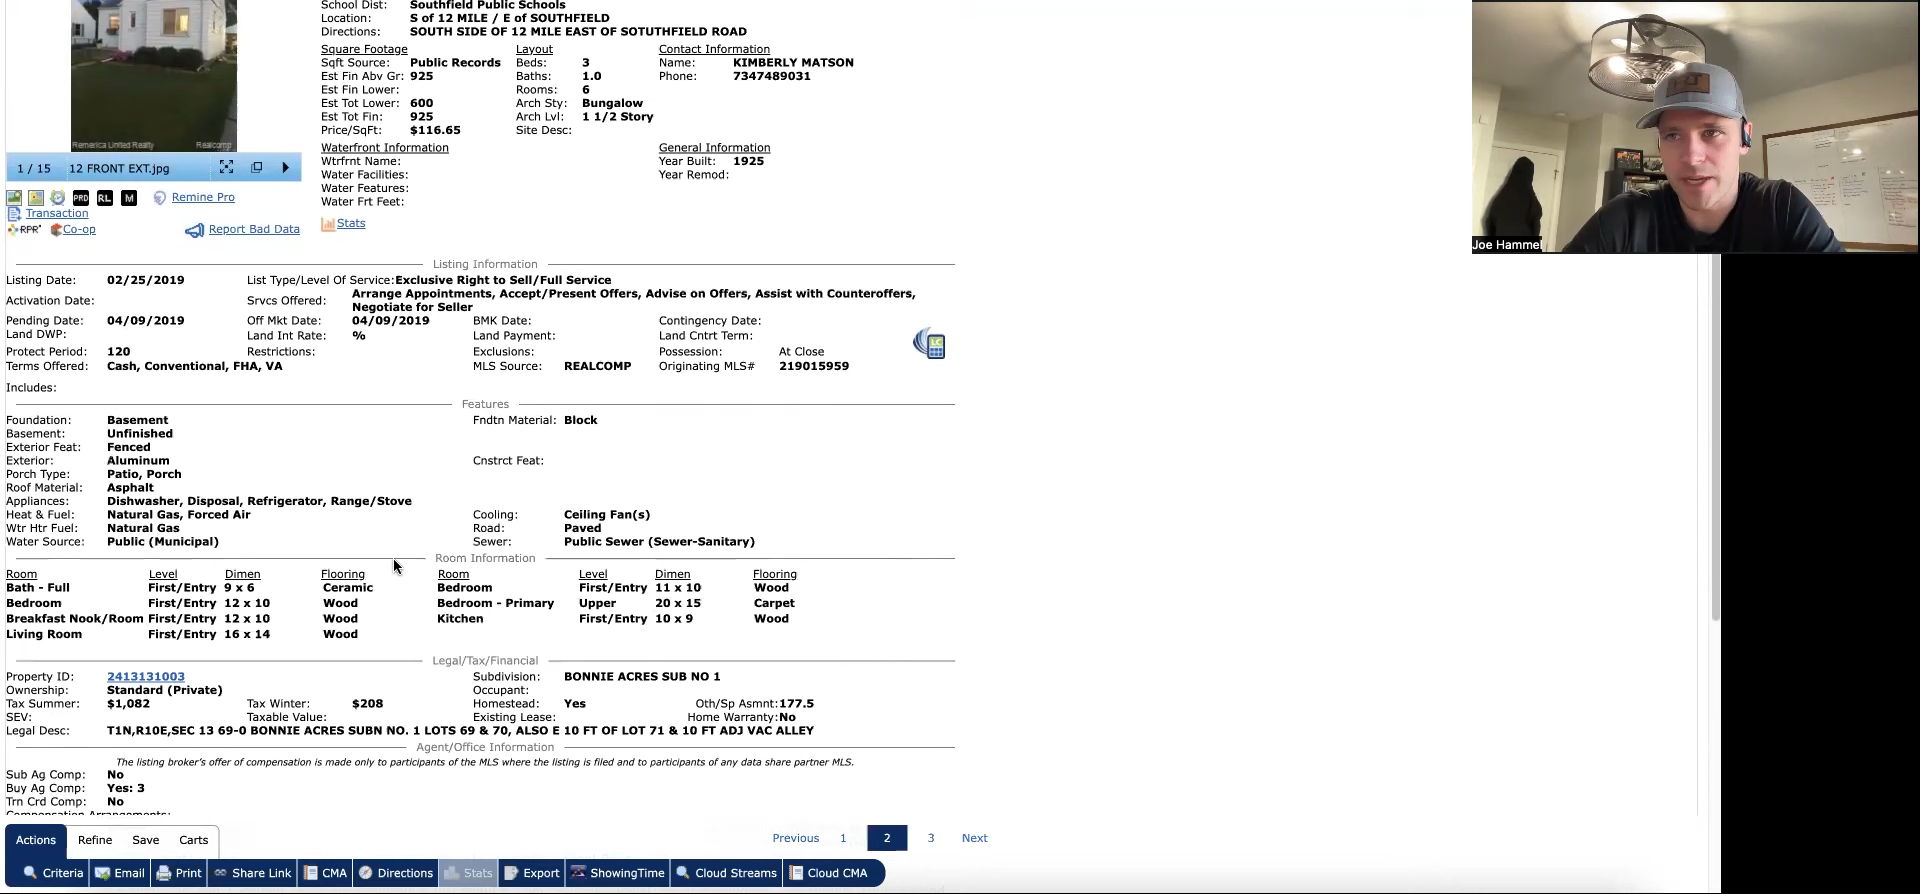 School Dist: Southfield Public Schools
Location: S of 12 MILE / E of SOUTHFIELD
Directions: SOUTH SIDE OF 12 MILE EAST OF SOTUTHFIELD ROAD
Square Footage Layout Contact Information
Sqft Source: Public Records Beds: 3 Name: KIMBERLY MATSON
Est Fin Abv Gr: 925 Baths: 1.0 Phone: 7347489031
Est Fin Lower: Rooms: 6
Est Tot Lower: 600 Arch Sty: Bungalow
Est Tot Fin: 925 Arch Lvl: 1 1/2 Story
Price/SqFt: $116.65 Site Desc:
Remerica United Realty Realcomp
Waterfront Information General Information
Wtrfrnt Name: Year Built: 1925
1 / 15 12 FRONT EXT.jpg
Water Facilities: Year Remod:
Water Features:
Water Frt Feet:
PRD RL M Remine Pro
Transaction
Stats
RPR Co-op Report Bad Data
Joe Hammel
Listing Information
Listing Date: 02/25/2019 List Type/Level Of Service: Exclusive Right to Sell/Full Service
Activation Date: Srvcs Offered: Arrange Appointments, Accept/Present Offers, Advise on Offers, Assist with Counteroffers,
Negotiate for Seller
Pending Date: 04/09/2019 Off Mkt Date: 04/09/2019 BMK Date: Contingency Date:
Land DWP: Land Int Rate: % Land Payment: Land Cntrt Term:
Protect Period: 120 Restrictions: Exclusions: Possession: At Close
Terms Offered: Cash, Conventional, FHA, VA MLS Source: REALCOMP Originating MLS# 219015959
Includes:
Features
Foundation: Basement Fndtn Material: Block
Basement: Unfinished
Exterior Feat: Fenced
Exterior: Aluminum Cnstrct Feat:
Porch Type: Patio, Porch
Roof Material: Asphalt
Appliances: Dishwasher, Disposal, Refrigerator, Range/Stove
Heat & Fuel: Natural Gas, Forced Air Cooling: Ceiling Fan(s)
Wtr Htr Fuel: Natural Gas Road: Paved
Water Source: Public (Municipal) Sewer: Public Sewer (Sewer-Sanitary)
Room Information
Room Level Dimen Flooring Room Level Dimen Flooring
Bath - Full First/Entry 9 x 6 Ceramic Bedroom First/Entry 11 x 10 Wood
Bedroom First/Entry 12 x 10 Wood Bedroom - Primary Upper 20 x 15 Carpet
Breakfast Nook/Room First/Entry 12 x 10 Wood Kitchen First/Entry 10 x 9 Wood
Living Room First/Entry 16 x 14 Wood
Legal/Tax/Financial
Property ID: 2413131003 Subdivision: BONNIE ACRES SUB NO 1
Ownership: Standard (Private) Occupant:
Tax Summer: $1,082 Tax Winter: $208 Homestead: Yes Oth/Sp Asmnt: 177.5
SEV: Taxable Value: Existing Lease: Home Warranty: No
Legal Desc: T1N,R10E,SEC 13 69-0 BONNIE ACRES SUBN NO. 1 LOTS 69 & 70, ALSO E 10 FT OF LOT 71 & 10 FT ADJ VAC ALLEY
Agent/Office Information
The listing broker's offer of compensation is made only to participants of the MLS where the listing is filed and to participants of any data share partner MLS.
Sub Ag Comp: No
Buy Ag Comp: Yes: 3
Trn Crd Comp: No
Compensation Arrangements:
Actions Refine Save Carts Previous 1 2 3 Next
Criteria Email Print Share Link CMA Directions Stats Export ShowingTime Cloud Streams Cloud CMA